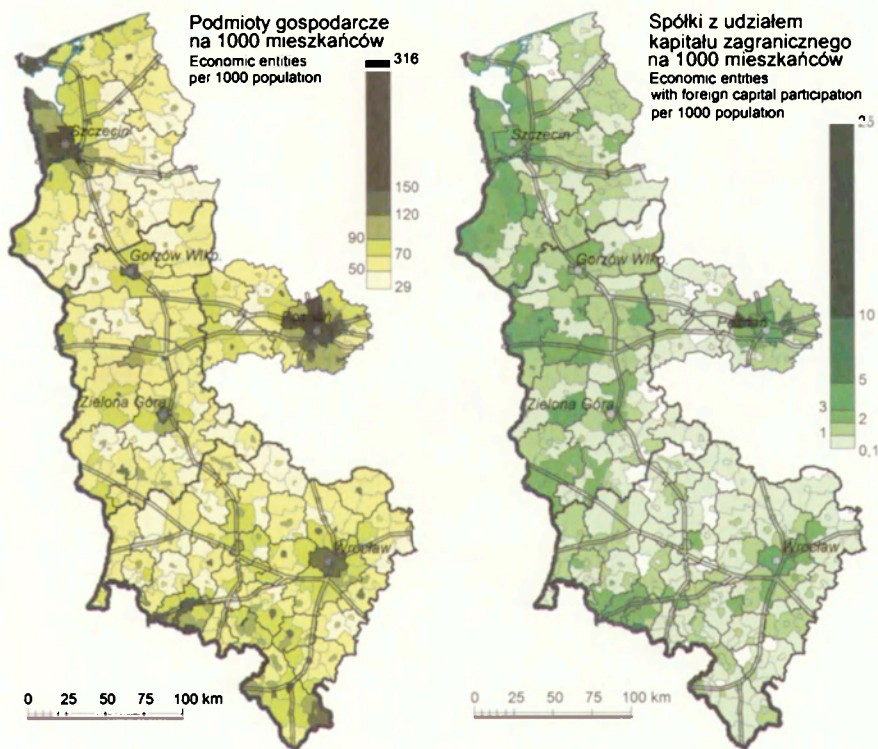 Podmioty gospodarcze
na 1000 mieszkańców
Economic entities
per 1000 population
316
150
120
90
70
50
29
Szczecin
Gorzów Wlkp.
Poznań
Zielona Góra
Wrocław
0 25 50 75 100 km
Spółki z udziałem
kapitału zagranicznego
na 1000 mieszkańców
Economic entities
with foreign capital participation
per 1000 population
25
10
5
3
2
1
0,1
Szczecin
Gorzów Wlkp.
Poznań
Zielona Góra
Wrocław
0 25 50 75 100 km